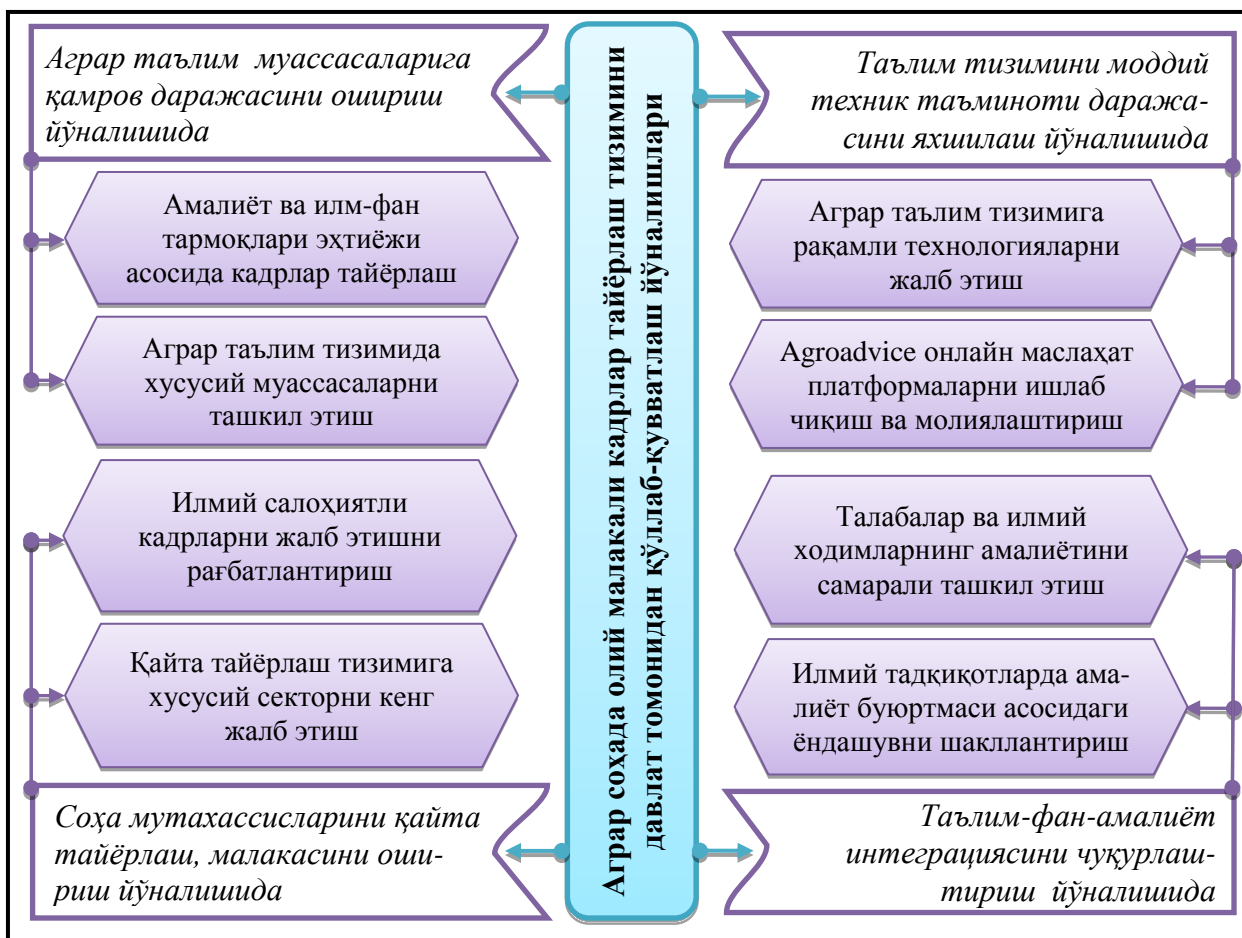 Аграр таълим муассасаларига
қамров даражасини ошириш
йўналишида
Амалиёт ва илм-фан
тармоқлари эҳтиёжи
асосида кадрлар тайёрлаш
Аграр таълим тизимида
хусусий муассасаларни
ташкил этиш
Илмий салоҳиятли
кадрларни жалб этишни
рағбатлантириш
Қайта тайёрлаш тизимига
хусусий секторни кенг
жалб этиш
Соҳа мутахассисларини қайта
тайёрлаш, малакасини оши-
риш йўналишида
Аграр соҳада олий малакали кадрлар тайёрлаш тизимини
давлат томонидан қўллаб-қувватлаш йўналишлари
Таълим тизимини моддий
техник таъминоти даража-
сини яхшилаш йўналишида
Аграр таълим тизимига
рақамли технологияларни
жалб этиш
Agroadvice онлайн маслаҳат
платформаларни ишлаб
чиқиш ва молиялаштириш
Талабалар ва илмий
ходимларнинг амалиётини
самарали ташкил этиш
Илмий тадқиқотларда ама-
лиёт буюртмаси асосидаги
ёндашувни шакллантириш
Таълим-фан-амалиёт
интеграциясини чуқурлаш-
тириш йўналишида